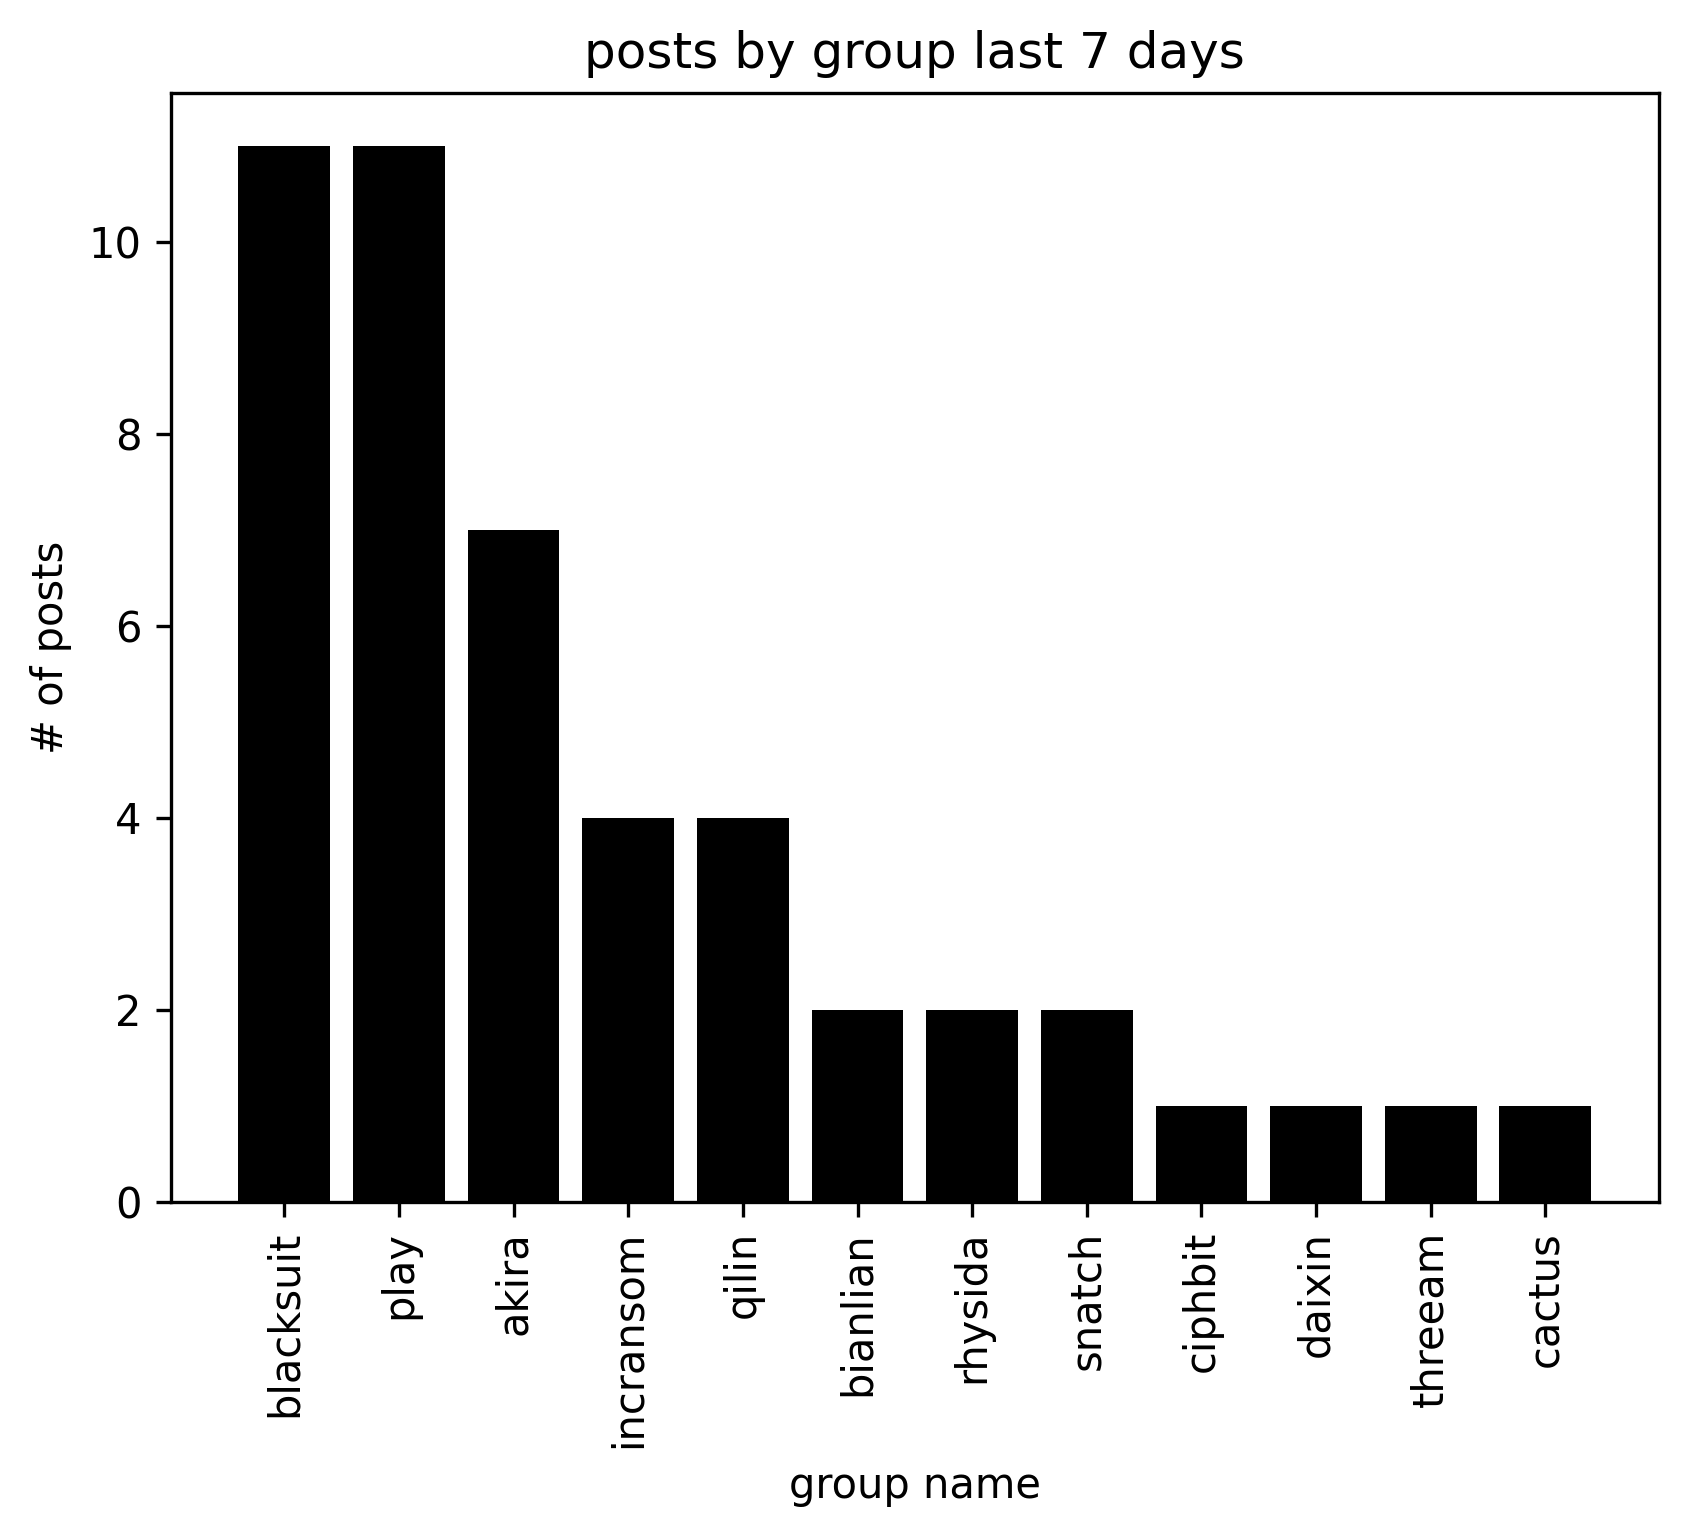 posts by group last 7 days
# of posts
10
8
6
4
2
0
blacksuit
play
akira
incransom
qilin
bianlian
rhysida
snatch
ciphbit
daixin
threeam
cactus
group name